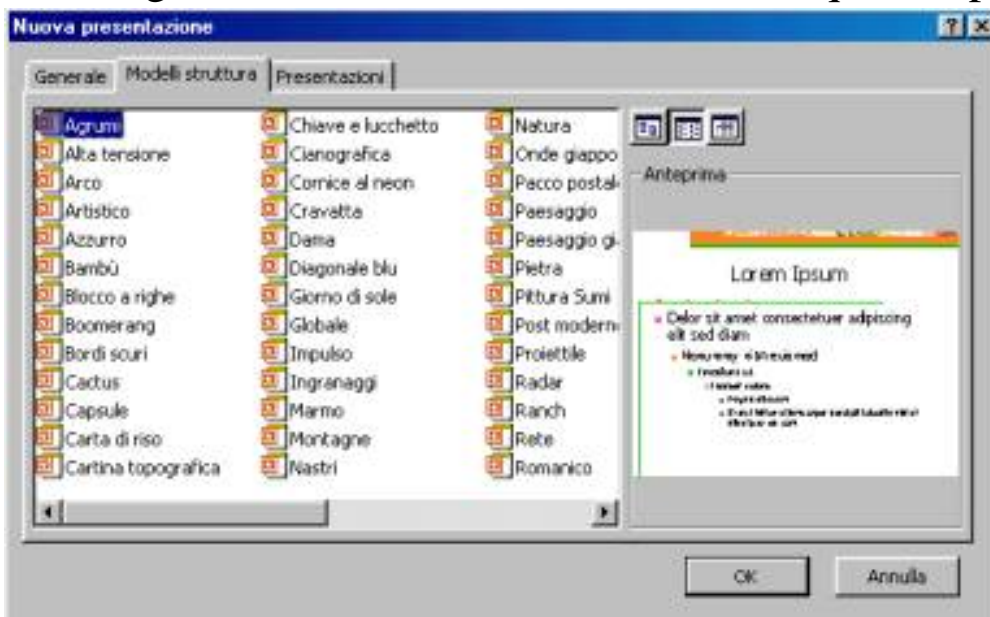 Nuova presentazione
Generale Modelli struttura Presentazioni
Agrumi
Alta tensione
Arco
Artistico
Azzurro
Bambù
Blocco a righe
Boomerang
Bordi scuri
Cactus
Capsule
Carta di riso
Cartina topografica
Chiave e lucchetto
Cianografica
Cornice al neon
Cravatta
Dama
Diagonale blu
Giorno di sole
Globale
Impulso
Ingranaggi
Marmo
Montagne
Nastri
Natura
Onde giappo
Pacco postal
Paesaggio
Paesaggio gi
Pietra
Pittura Sumi
Post modern
Proiettile
Radar
Ranch
Rete
Romanico
Anteprima
Lorem Ipsum
Dolor sit amet consectetuer adipiscing
elit sed diam
OK Annulla